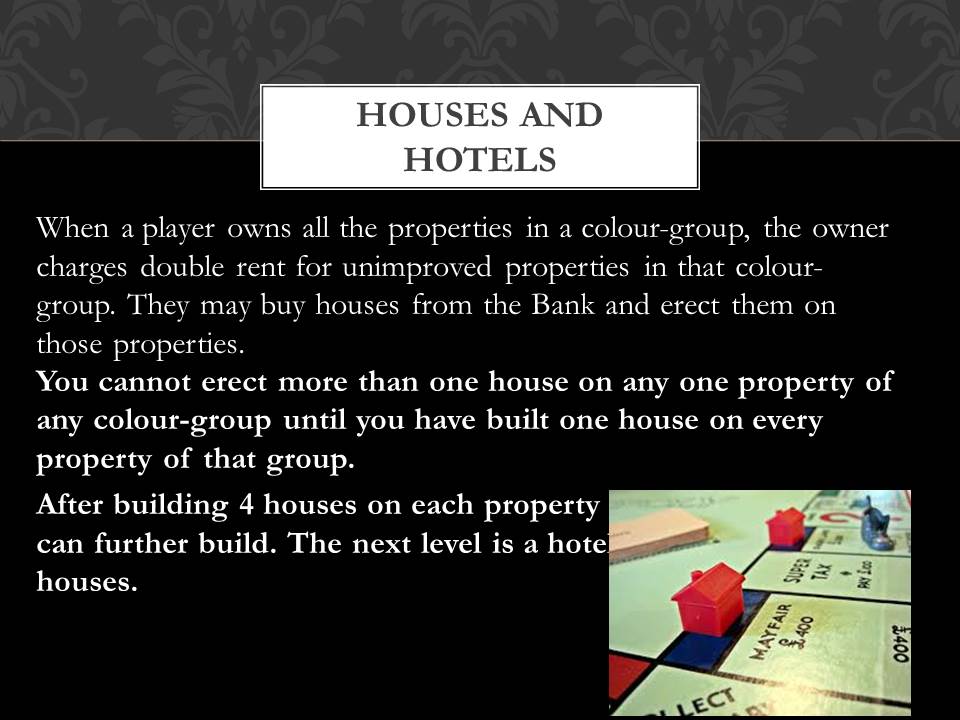 HOUSES AND
HOTELS
When a player owns all the properties in a colour-group, the owner
charges double rent for unimproved properties in that colour-
group. They may buy houses from the Bank and erect them on
those properties.
You cannot erect more than one house on any one property of
any colour-group until you have built one house on every
property of that group.
After building 4 houses on each property
can further build. The next level is a hote
houses.
SUPER
TAX
PAY £100
MAYFAIR
£400
£400
COLLECT